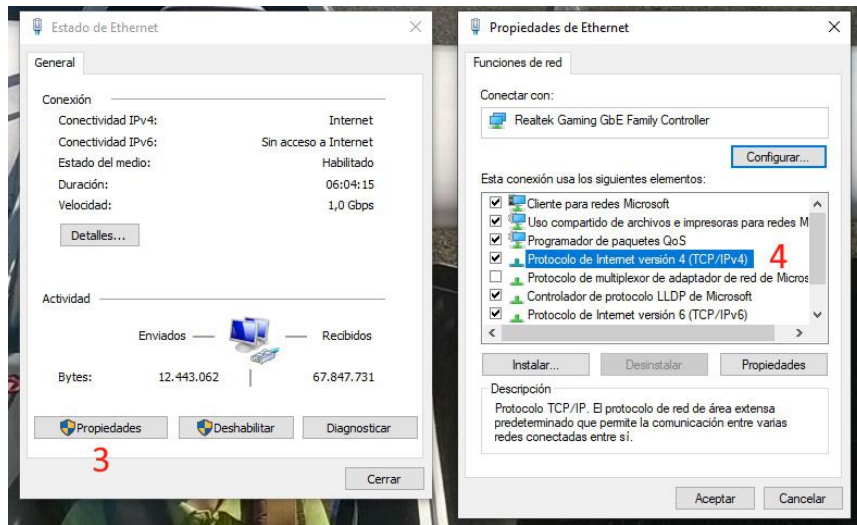 Estado de Ethernet
General
Conexión
Conectividad IPv4: Internet
Conectividad IPv6: Sin acceso a Internet
Estado del medio: Habilitado
Duración: 06:04:15
Velocidad: 1,0 Gbps
Detalles...
Actividad
Enviados Recibidos
Bytes: 12.443.062 67.847.731
Propiedades Deshabilitar Diagnosticar
3
Cerrar
Propiedades de Ethernet
Funciones de red
Conectar con:
Realtek Gaming GbE Family Controller
Configurar...
Esta conexión usa los siguientes elementos:
Cliente para redes Microsoft
Uso compartido de archivos e impresoras para redes M
Programador de paquetes QoS
Protocolo de Internet versión 4 (TCP/IPv4) 4
Protocolo de multiplexor de adaptador de red de Micros
Controlador de protocolo LLDP de Microsoft
Protocolo de Internet versión 6 (TCP/IPv6)
Instalar... Desinstalar Propiedades
Descripción
Protocolo TCP/IP. El protocolo de red de área extensa
predeterminado que permite la comunicación entre varias
redes conectadas entre sí.
Aceptar Cancelar